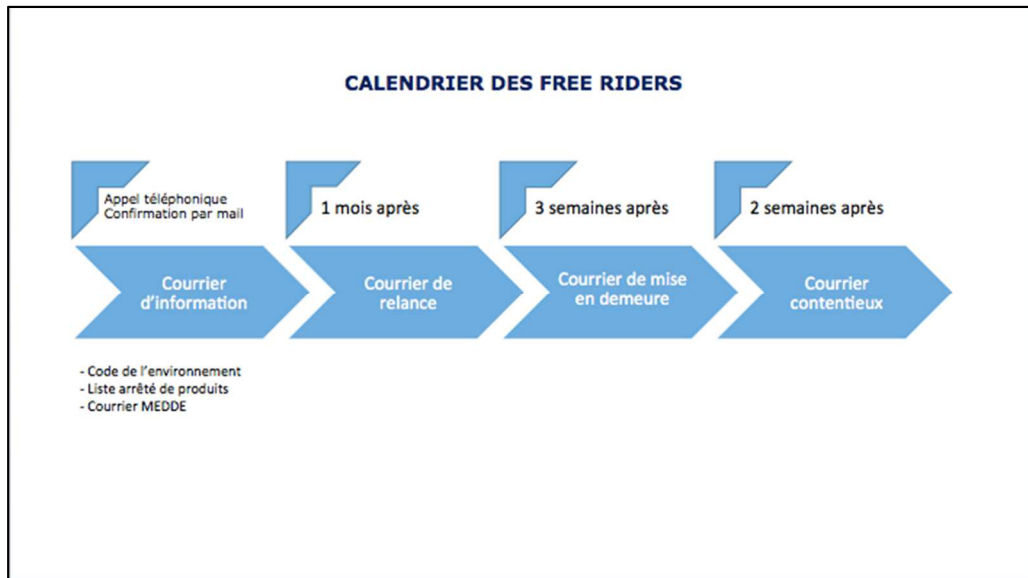 CALENDRIER DES FREE RIDERS
Appel téléphonique
Confirmation par mail
1 mois après
3 semaines après
2 semaines après
Courrier
d'information
Courrier de
relance
Courrier de mise
en demeure
Courrier
contentieux
- Code de l'environnement
- Liste arrêté de produits
- Courrier MEDDE